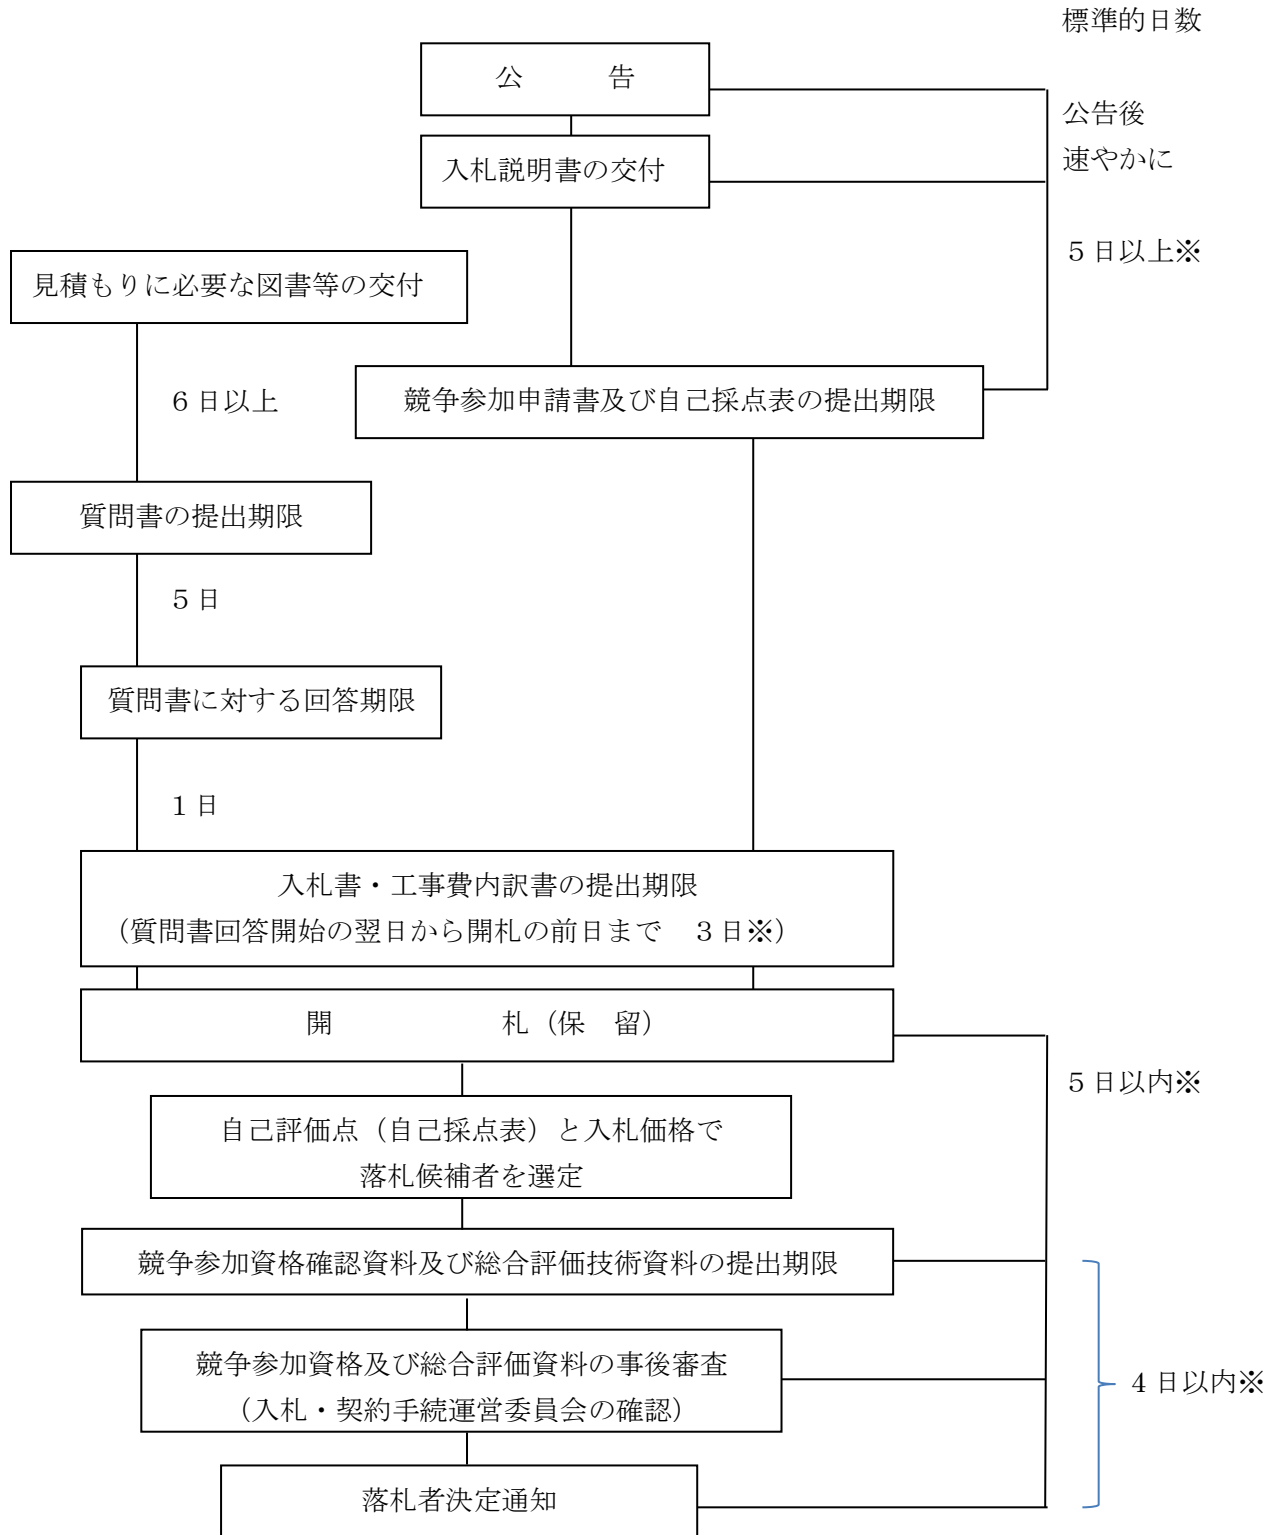 標準的日数
公　　　告
公告後
速やかに
入札説明書の交付
５日以上※
見積もりに必要な図書等の交付
６日以上
競争参加申請書及び自己採点表の提出期限
質問書の提出期限
５日
質問書に対する回答期限
１日
入札書・工事費内訳書の提出期限
（質問書回答開始の翌日から開札の前日まで　３日※）
開　　　　　　札（保　留）
５日以内※
自己評価点（自己採点表）と入札価格で
落札候補者を選定
競争参加資格確認資料及び総合評価技術資料の提出期限
競争参加資格及び総合評価資料の事後審査
（入札・契約手続運営委員会の確認）
４日以内※
落札者決定通知